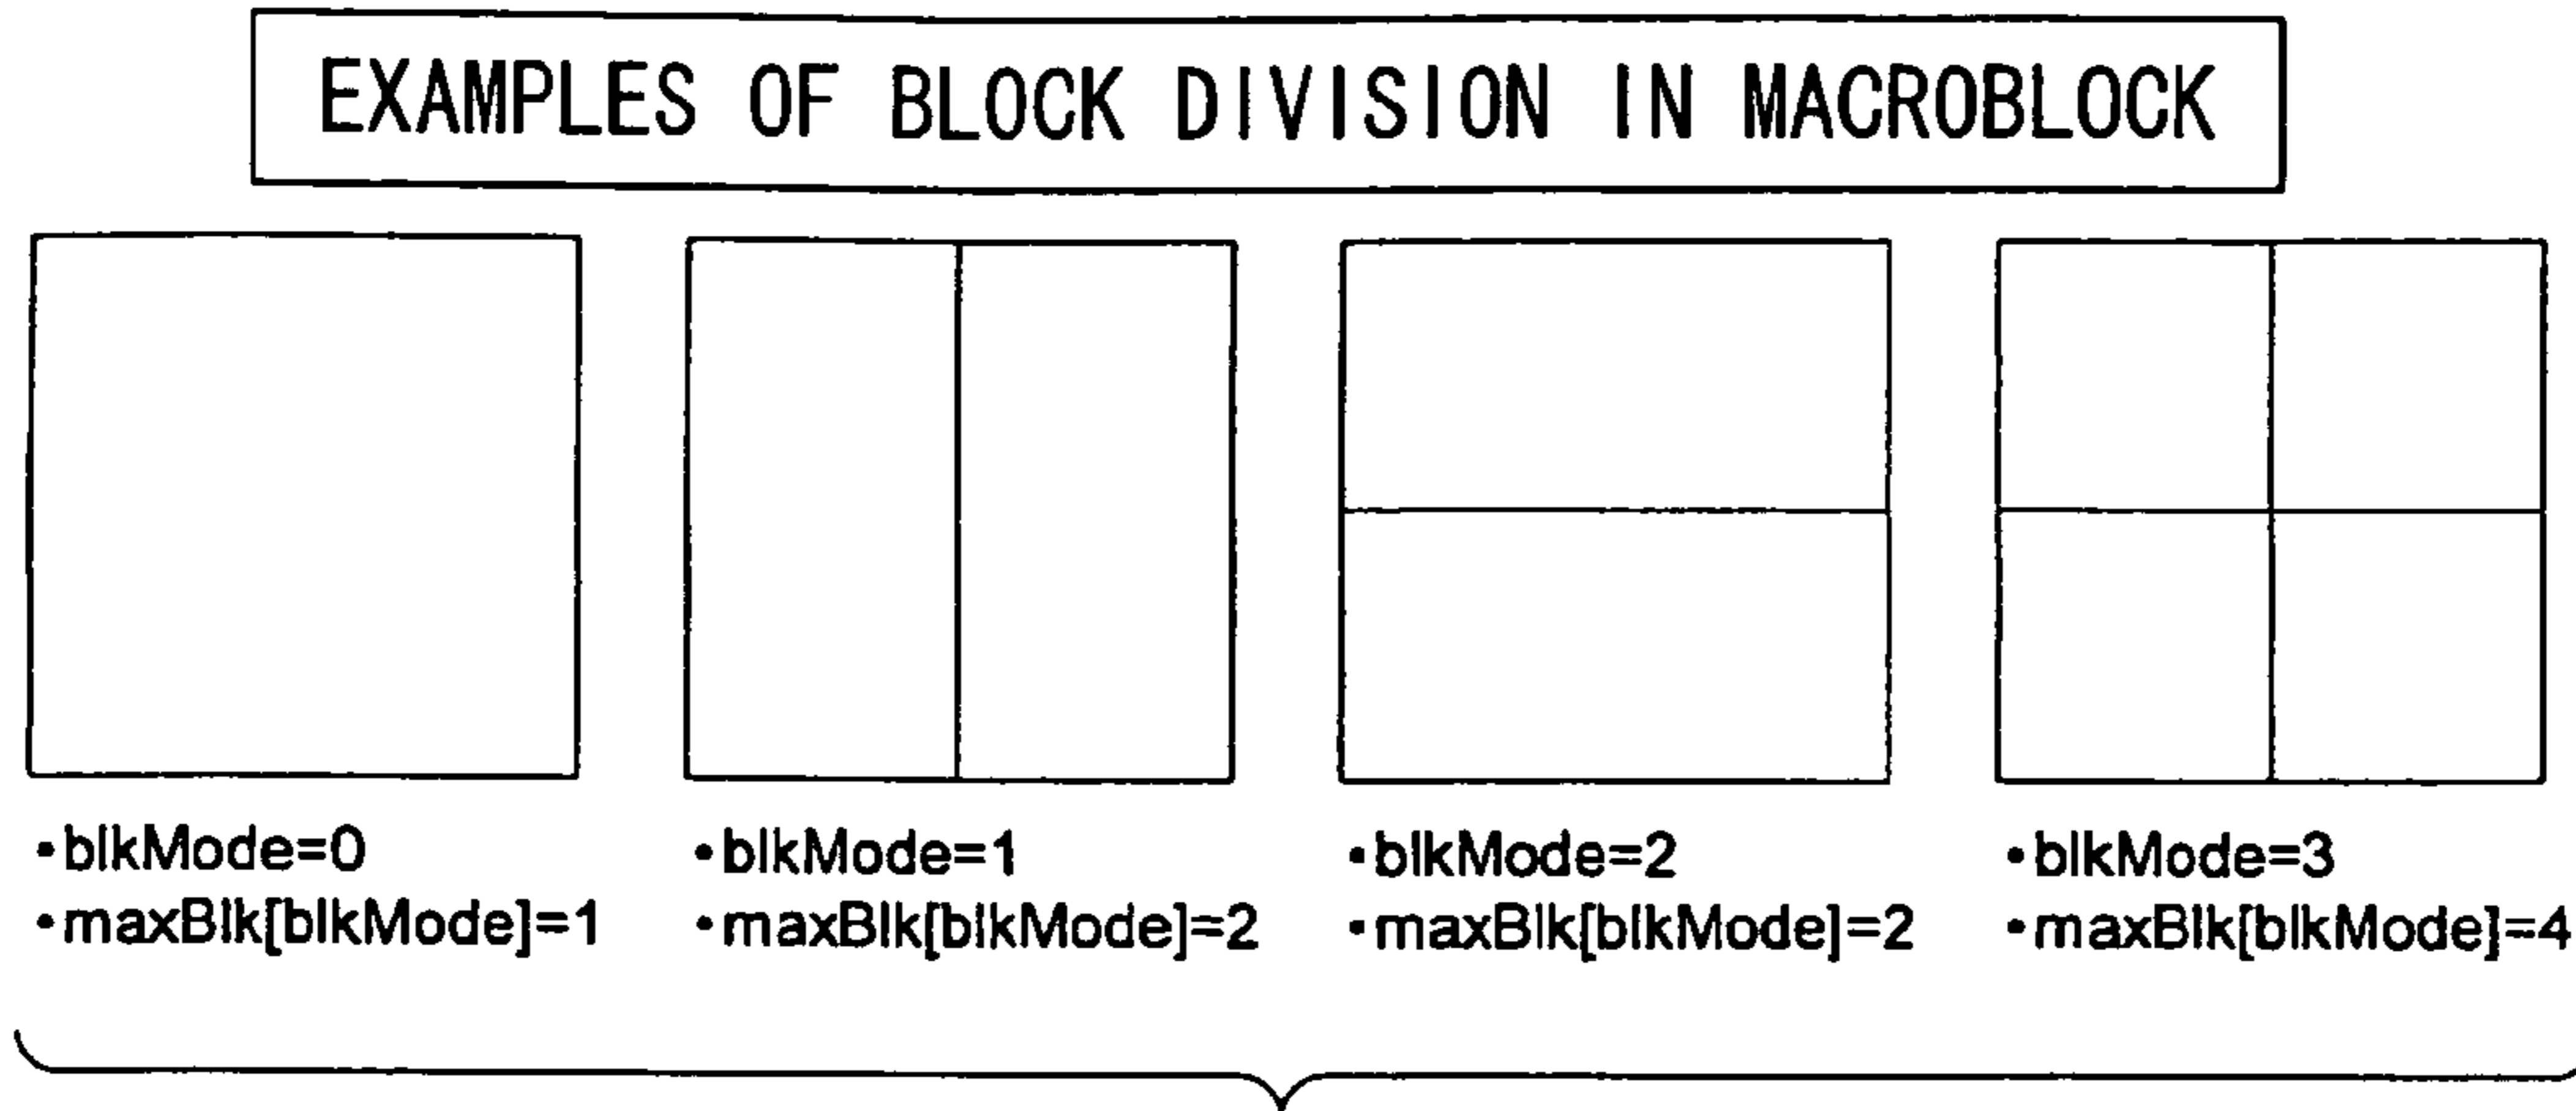 EXAMPLES OF BLOCK DIVISION IN MACROBLOCK
・blkMode=0
・maxBlk[blkMode]=1
・blkMode=1
・maxBlk[blkMode]=2
・blkMode=2
・maxBlk[blkMode]=2
・blkMode=3
・maxBlk[blkMode]=4